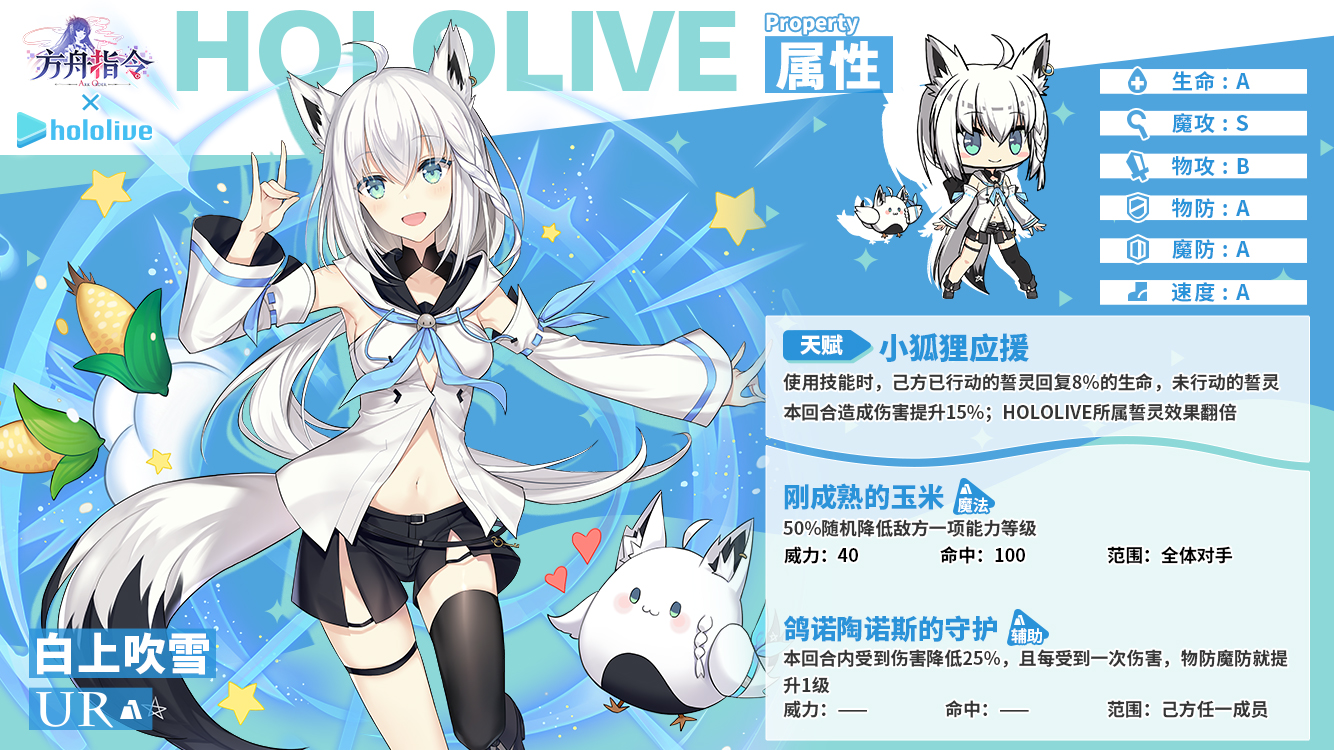 方舟指令
ARK ORDER
×
hololive
HOLOLIVE
Property
属性
生命：A
魔攻：S
物攻：B
物防：A
魔防：A
速度：A
天赋
小狐狸应援
使用技能时，己方已行动的誓灵回复8%的生命，未行动的誓灵
本回合造成伤害提升15%；HOLOLIVE所属誓灵效果翻倍
刚成熟的玉米
魔法
50%随机降低敌方一项能力等级
威力：40 命中：100 范围：全体对手
鸽诺陶诺斯的守护
辅助
本回合内受到伤害降低25%，且每受到一次伤害，物防魔防就提
升1级
威力：—— 命中：—— 范围：己方任一成员
白上吹雪
UR